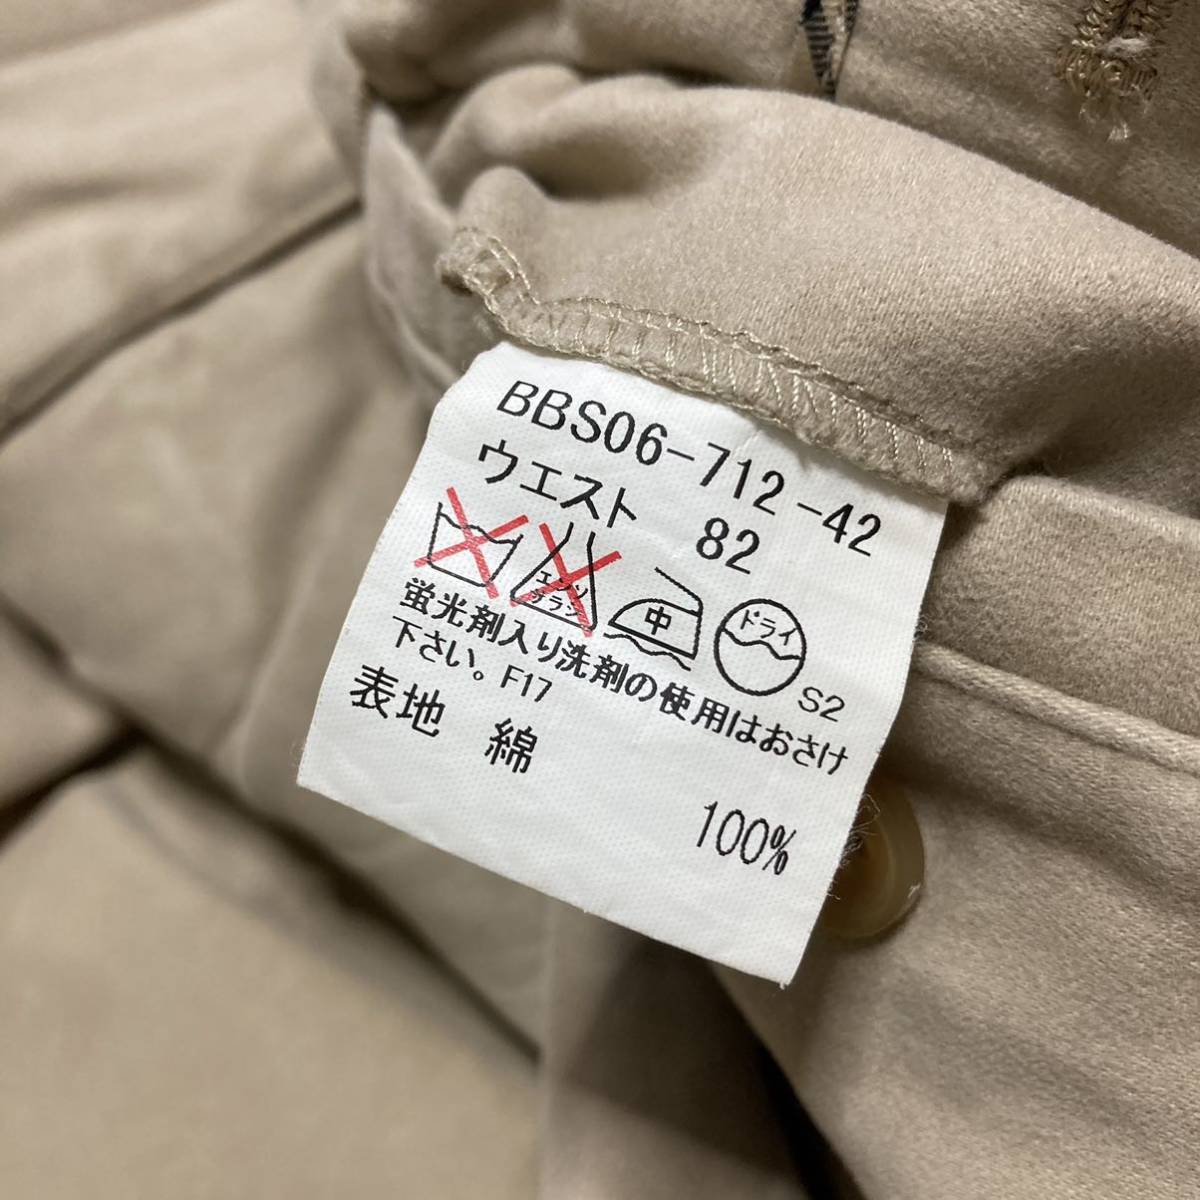 BBS06-712-42
ウエスト 82
エンソ
サラシ
中
ドライ
S2
蛍光剤入り洗剤の使用はおさけ
下さい。F17
表地 綿
100%